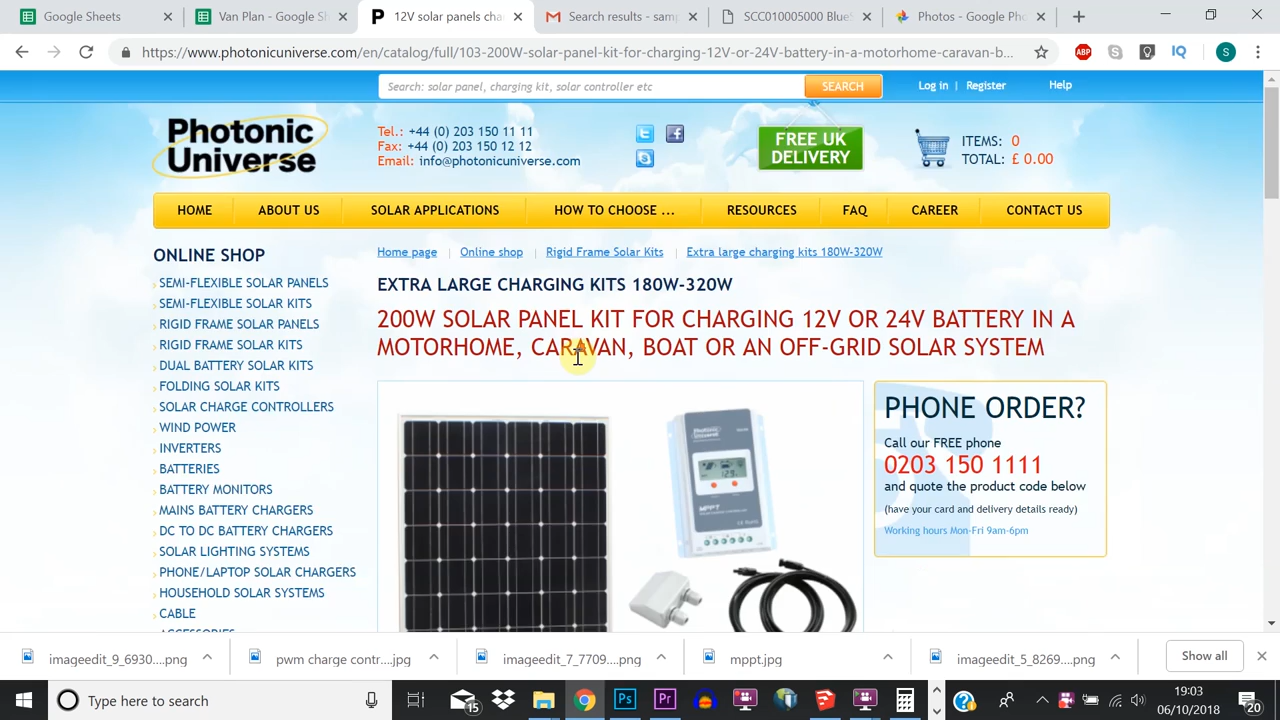 Google Sheets
Van Plan - Google Sh
12V solar panels cha
Search results - samp
SCC010005000 BlueS
Photos - Google Pho
https://www.photonicuniverse.com/en/catalog/full/103-200W-solar-panel-kit-for-charging-12V-or-24V-battery-in-a-motorhome-caravan-b...
ABP
IQ
S
Search: solar panel, charging kit, solar controller etc
SEARCH
Log in | Register
Help
Photonic
Universe
Tel.: +44 (0) 203 150 11 11
Fax: +44 (0) 203 150 12 12
Email: info@photonicuniverse.com
FREE UK
DELIVERY
ITEMS: 0
TOTAL: £ 0.00
HOME
ABOUT US
SOLAR APPLICATIONS
HOW TO CHOOSE ...
RESOURCES
FAQ
CAREER
CONTACT US
ONLINE SHOP
SEMI-FLEXIBLE SOLAR PANELS
SEMI-FLEXIBLE SOLAR KITS
RIGID FRAME SOLAR PANELS
RIGID FRAME SOLAR KITS
DUAL BATTERY SOLAR KITS
FOLDING SOLAR KITS
SOLAR CHARGE CONTROLLERS
WIND POWER
INVERTERS
BATTERIES
BATTERY MONITORS
MAINS BATTERY CHARGERS
DC TO DC BATTERY CHARGERS
SOLAR LIGHTING SYSTEMS
PHONE/LAPTOP SOLAR CHARGERS
HOUSEHOLD SOLAR SYSTEMS
CABLE
Home page | Online shop | Rigid Frame Solar Kits | Extra large charging kits 180W-320W
EXTRA LARGE CHARGING KITS 180W-320W
200W SOLAR PANEL KIT FOR CHARGING 12V OR 24V BATTERY IN A
MOTORHOME, CARAVAN, BOAT OR AN OFF-GRID SOLAR SYSTEM
Photonic
Universe
MPPT
PHONE ORDER?
Call our FREE phone
0203 150 1111
and quote the product code below
(have your card and delivery details ready)
Working hours Mon-Fri 9am-6pm
imageedit_9_6930....png
pwm charge contr....jpg
imageedit_7_7709....png
mppt.jpg
imageedit_5_8269....png
Show all
Type here to search
15
Ps
Pr
19:03
06/10/2018
20